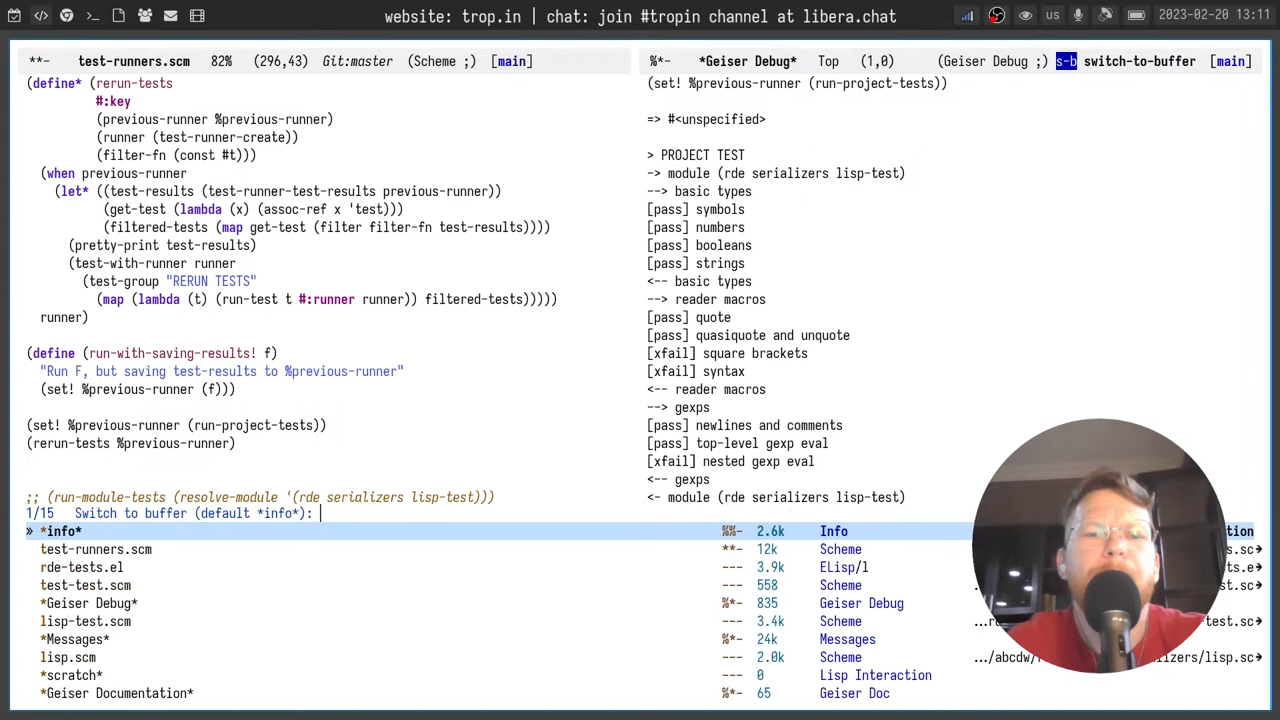 website: trop.in | chat: join #tropin channel at libera.chat
us
2023-02-20 13:11
**-    test-runners.scm   82%   (296,43)  Git:master  (Scheme ;)  [main]
(define* (rerun-tests
#:key
(previous-runner %previous-runner)
(runner (test-runner-create))
(filter-fn (const #t)))
(when previous-runner
(let* ((test-results (test-runner-test-results previous-runner))
(get-test (lambda (x) (assoc-ref x 'test)))
(filtered-tests (map get-test (filter filter-fn test-results))))
(pretty-print test-results)
(test-with-runner runner
(test-group "RERUN TESTS"
(map (lambda (t) (run-test t #:runner runner)) filtered-tests)))))
runner)
(define (run-with-saving-results! f)
"Run F, but saving test-results to %previous-runner"
(set! %previous-runner (f)))
(set! %previous-runner (run-project-tests))
(rerun-tests %previous-runner)
;; (run-module-tests (resolve-module '(rde serializers lisp-test)))
%*-    *Geiser Debug*   Top   (1,0)      (Geiser Debug ;) s-b switch-to-buffer  [main]
(set! %previous-runner (run-project-tests))
=> #<unspecified>
> PROJECT TEST
-> module (rde serializers lisp-test)
--> basic types
[pass] symbols
[pass] numbers
[pass] booleans
[pass] strings
<-- basic types
--> reader macros
[pass] quote
[pass] quasiquote and unquote
[xfail] square brackets
[xfail] syntax
<-- reader macros
--> gexps
[pass] newlines and comments
[pass] top-level gexp eval
[xfail] nested gexp eval
<-- gexps
<- module (rde serializers lisp-test)
1/15   Switch to buffer (default *info*):
» *info*   %%-  2.6k   Info
test-runners.scm   **-  12k   Scheme
rde-tests.el   ---  3.9k   ELisp/l
test-test.scm   ---  558   Scheme
*Geiser Debug*   %*-  835   Geiser Debug
lisp-test.scm   ---  3.4k   Scheme
*Messages*   %*-  24k   Messages
lisp.scm   ---  2.0k   Scheme
*scratch*   ---  0   Lisp Interaction
*Geiser Documentation*   %*-  65   Geiser Doc